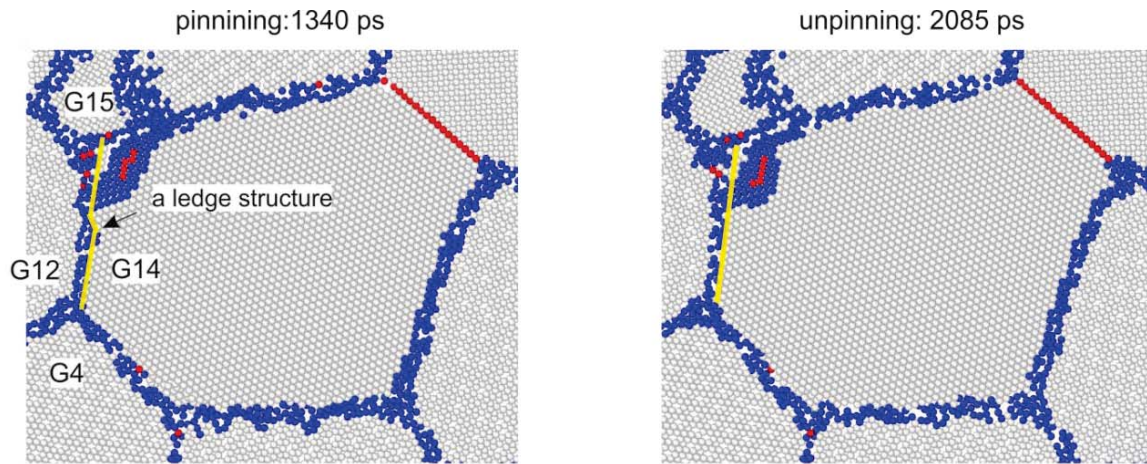 pinnining:1340 ps
unpinning: 2085 ps
G15
a ledge structure
G12
G14
G4